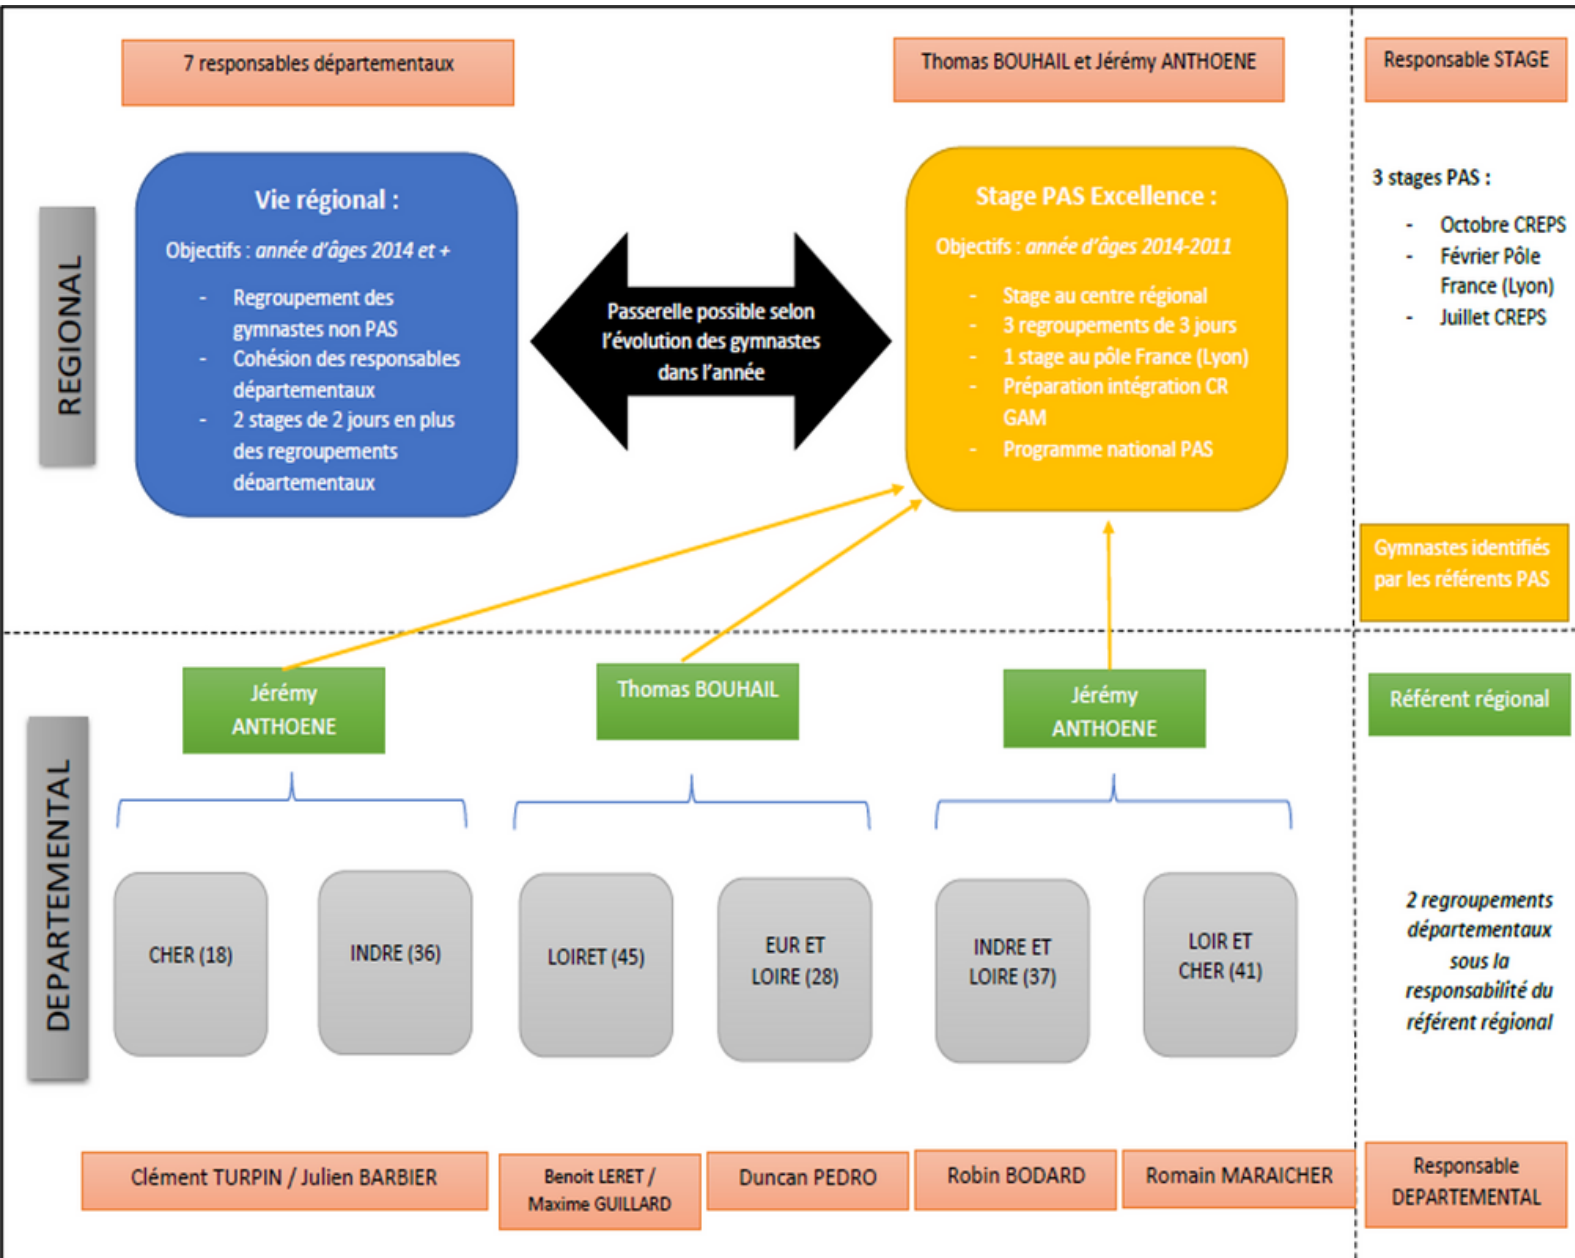 7 responsables départementaux
Thomas BOUHAIL et Jérémy ANTHOENE
Responsable STAGE
REGIONAL
Vie régional :
Objectifs : année d'âges 2014 et +
- Regroupement des
gymnastes non PAS
- Cohésion des responsables
départementaux
- 2 stages de 2 jours en plus
des regroupements
départementaux
Passerelle possible selon
l'évolution des gymnastes
dans l'année
Stage PAS Excellence :
Objectifs : année d'âges 2014-2011
- Stage au centre régional
- 3 regroupements de 3 jours
- 1 stage au pôle France (Lyon)
- Préparation intégration CR
GAM
- Programme national PAS
3 stages PAS :
- Octobre CREPS
- Février Pôle
France (Lyon)
- Juillet CREPS
Gymnastes identifiés
par les référents PAS
DEPARTEMENTAL
Jérémy
ANTHOENE
Thomas BOUHAIL
Jérémy
ANTHOENE
Référent régional
CHER (18)
INDRE (36)
LOIRET (45)
EUR ET
LOIRE (28)
INDRE ET
LOIRE (37)
LOIR ET
CHER (41)
2 regroupements
départementaux
sous la
responsabilité du
référent régional
Clément TURPIN / Julien BARBIER
Benoit LERET /
Maxime GUILLARD
Duncan PEDRO
Robin BODARD
Romain MARAICHER
Responsable
DEPARTEMENTAL